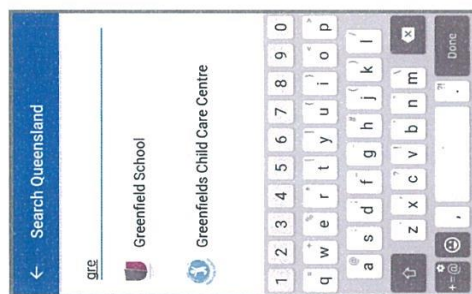 ← Search Queensland
gre
Greenfield School
Greenfields Child Care Centre
1 2 3 4 5 6 7 8 9 0
q w e r t y u i o p
a s d f g h j k l
z x c v b n m
, . Done